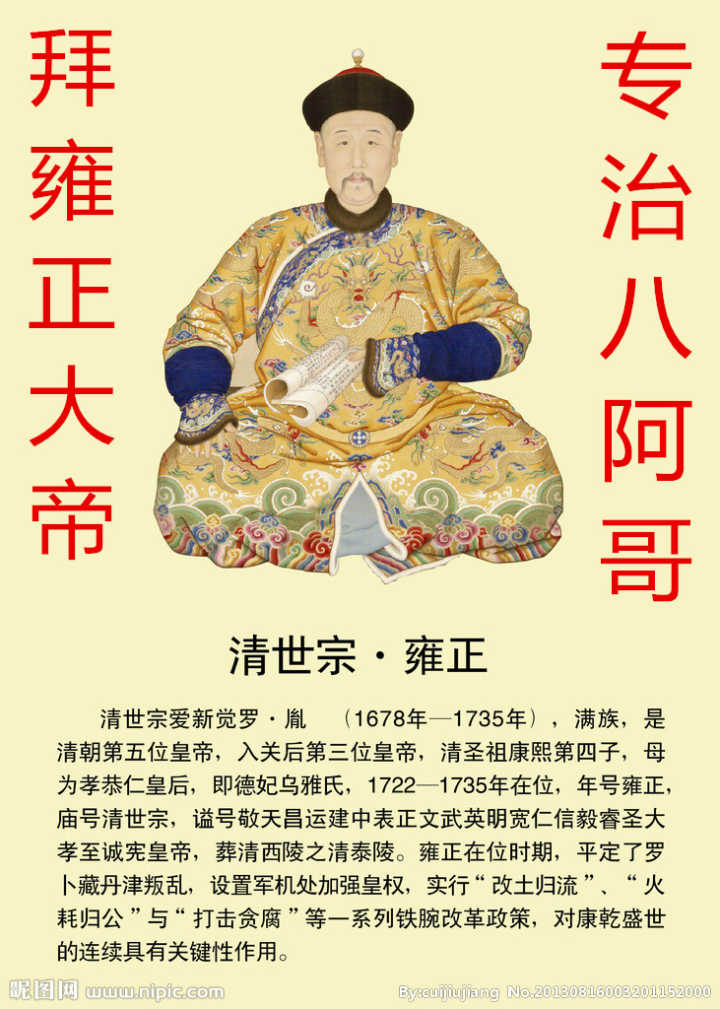 拜雍正大帝
专治八阿哥
清世宗·雍正
清世宗爱新觉罗·胤 （1678年—1735年），满族，是
清朝第五位皇帝，入关后第三位皇帝，清圣祖康熙第四子，母
为孝恭仁皇后，即德妃乌雅氏，1722—1735年在位，年号雍正，
庙号清世宗，谥号敬天昌运建中表正文武英明宽仁信毅睿圣大
孝至诚宪皇帝，葬清西陵之清泰陵。雍正在位时期，平定了罗
卜藏丹津叛乱，设置军机处加强皇权，实行“改土归流”、“火
耗归公”与“打击贪腐”等一系列铁腕改革政策，对康乾盛世
的连续具有关键性作用。
昵图网 www.nipic.com
By:cuijiujiang No.20130816003201152000